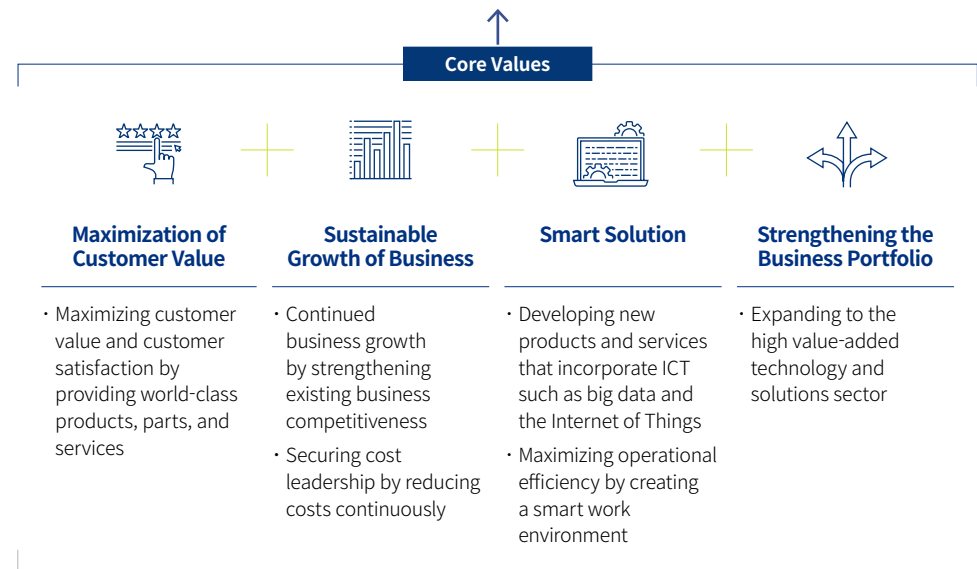 Core Values
Maximization of
Customer Value
· Maximizing customer
value and customer
satisfaction by
providing world-class
products, parts, and
services
Sustainable
Growth of Business
· Continued
business growth
by strengthening
existing business
competitiveness
· Securing cost
leadership by reducing
costs continuously
Smart Solution
· Developing new
products and services
that incorporate ICT
such as big data and
the Internet of Things
· Maximizing operational
efficiency by creating
a smart work
environment
Strengthening the
Business Portfolio
· Expanding to the
high value-added
technology and
solutions sector